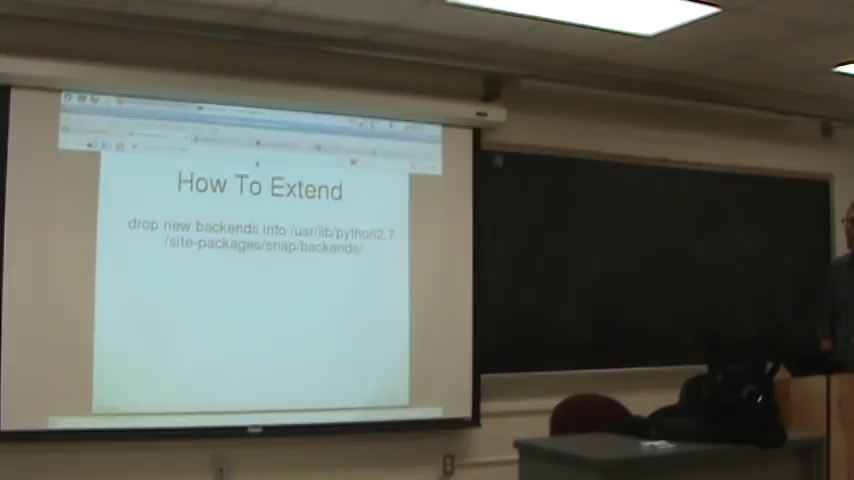 How To Extend
drop new backends into /usr/lib/python2.7
/site-packages/snap/backends/